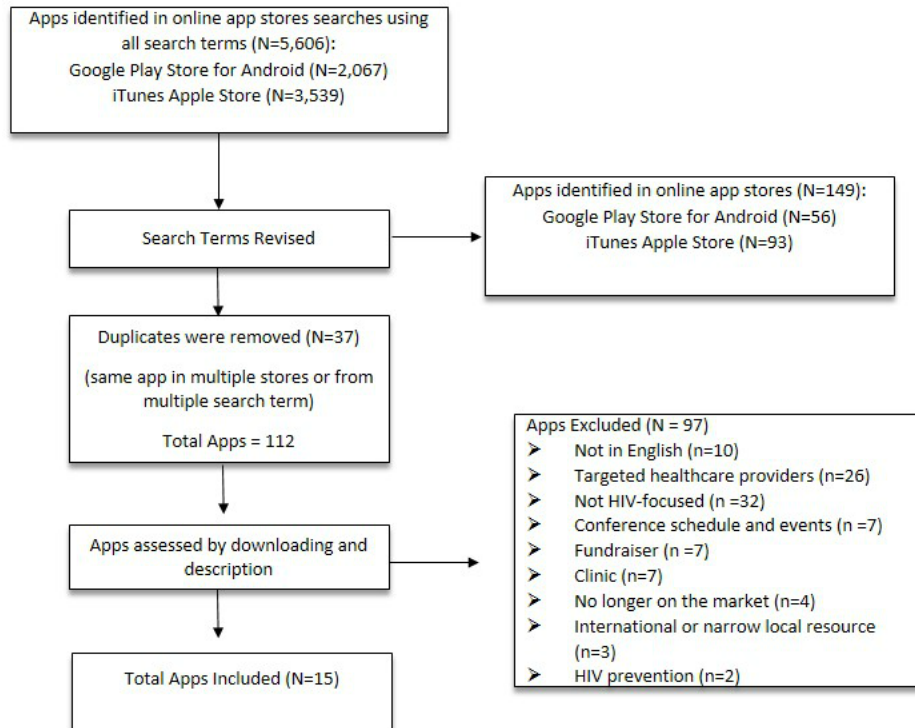 Apps identified in online app stores searches using
all search terms (N=5,606):
Google Play Store for Android (N=2,067)
iTunes Apple Store (N=3,539)
Apps identified in online app stores (N=149):
Google Play Store for Android (N=56)
iTunes Apple Store (N=93)
Search Terms Revised
Duplicates were removed (N=37)
(same app in multiple stores or from
multiple search term)
Total Apps = 112
Apps Excluded (N = 97)
➤ Not in English (n=10)
➤ Targeted healthcare providers (n=26)
➤ Not HIV-focused (n =32)
➤ Conference schedule and events (n =7)
➤ Fundraiser (n =7)
➤ Clinic (n=7)
➤ No longer on the market (n=4)
➤ International or narrow local resource
(n=3)
➤ HIV prevention (n=2)
Apps assessed by downloading and
description
Total Apps Included (N=15)